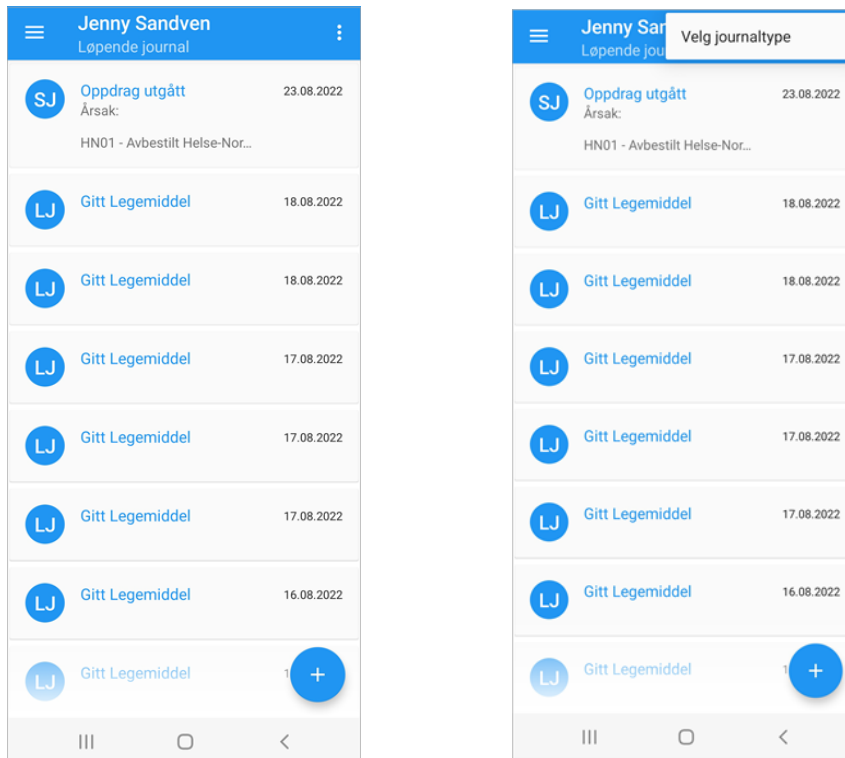 Jenny Sandven
Løpende journal
SJ Oppdrag utgått 23.08.2022
Årsak:
HN01 - Avbestilt Helse-Nor...
LJ Gitt Legemiddel 18.08.2022
LJ Gitt Legemiddel 18.08.2022
LJ Gitt Legemiddel 17.08.2022
LJ Gitt Legemiddel 17.08.2022
LJ Gitt Legemiddel 17.08.2022
LJ Gitt Legemiddel 16.08.2022
LJ Gitt Legemiddel 1
+
Jenny Sar
Løpende jou
Velg journaltype
SJ Oppdrag utgått 23.08.2022
Årsak:
HN01 - Avbestilt Helse-Nor...
LJ Gitt Legemiddel 18.08.2022
LJ Gitt Legemiddel 18.08.2022
LJ Gitt Legemiddel 17.08.2022
LJ Gitt Legemiddel 17.08.2022
LJ Gitt Legemiddel 17.08.2022
LJ Gitt Legemiddel 16.08.2022
LJ Gitt Legemiddel 1
+